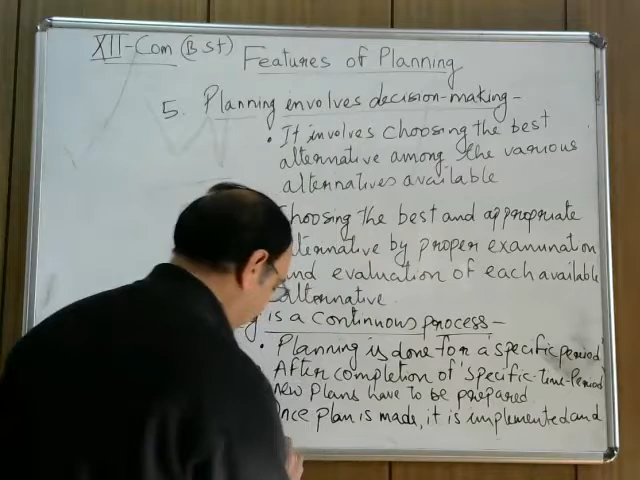 XII-Com (B St)
Features of Planning
5. Planning involves decision-making -
• It involves choosing the best
alternative among the various
alternatives available
choosing the best and appropriate
lternative by proper examination
nd evaluation of each available
alternative.
g is a continuous process -
• Planning is done for a 'specific period'
After completion of 'specific-time-Period'
new Plans have to be prepared
Once plan is made, it is implemented and